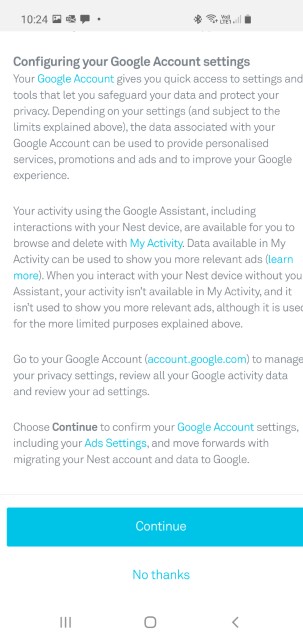 10:24
Configuring your Google Account settings
Your Google Account gives you quick access to settings and
tools that let you safeguard your data and protect your
privacy. Depending on your settings (and subject to the
limits explained above), the data associated with your
Google Account can be used to provide personalised
services, promotions and ads and to improve your Google
experience.
Your activity using the Google Assistant, including
interactions with your Nest device, are available for you to
browse and delete with My Activity. Data available in My
Activity can be used to show you more relevant ads (learn
more). When you interact with your Nest device without you
Assistant, your activity isn't available in My Activity, and it
isn't used to show you more relevant ads, although it is used
for the more limited purposes explained above.
Go to your Google Account (account.google.com) to manage
your privacy settings, review all your Google activity data
and review your ad settings.
Choose Continue to confirm your Google Account settings,
including your Ads Settings, and move forwards with
migrating your Nest account and data to Google.
Continue
No thanks